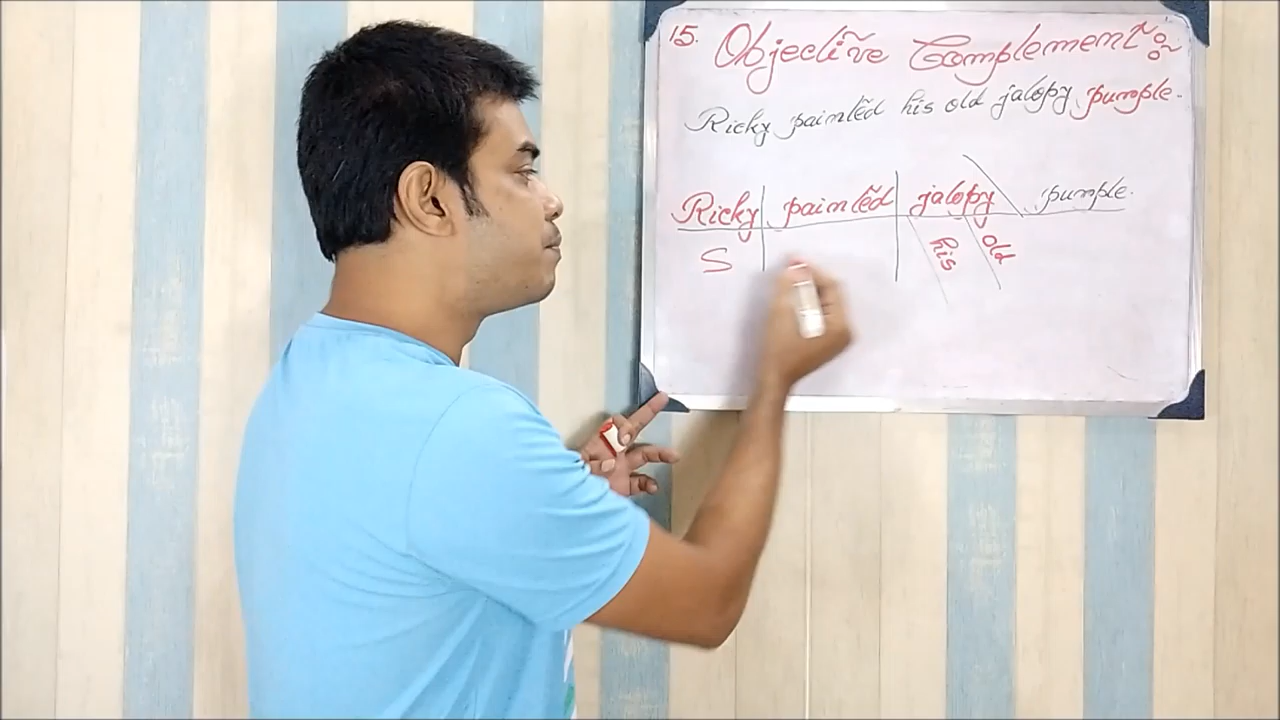 15. Objective Complement:
Ricky painted his old jalopy purple.
Ricky painted jalopy purple.
S his old